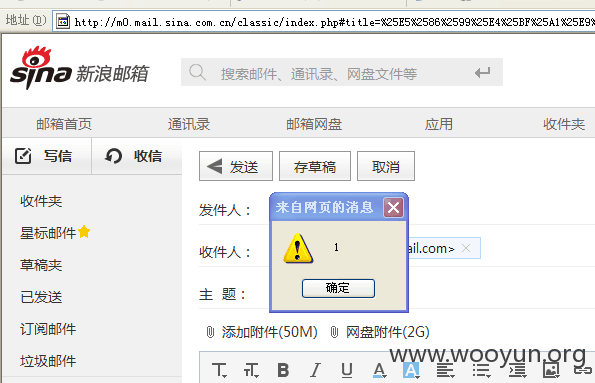 地址(D) http://m0.mail.sina.com.cn/classic/index.php#title=%25E5%2586%2599%25E4%25BF%25A1%25E9%
sina 新浪邮箱 搜索邮件、通讯录、网盘文件等
邮箱首页 通讯录 邮箱网盘 应用 收件夹
写信 收信 发送 存草稿 取消
收件夹
星标邮件
草稿夹
已发送
订阅邮件
垃圾邮件
发件人：
收件人： ail.com>
主 题：
来自网页的消息
1
确定
添加附件(50M) 网盘附件(2G)
T T B I U A A
www.wooyun.org